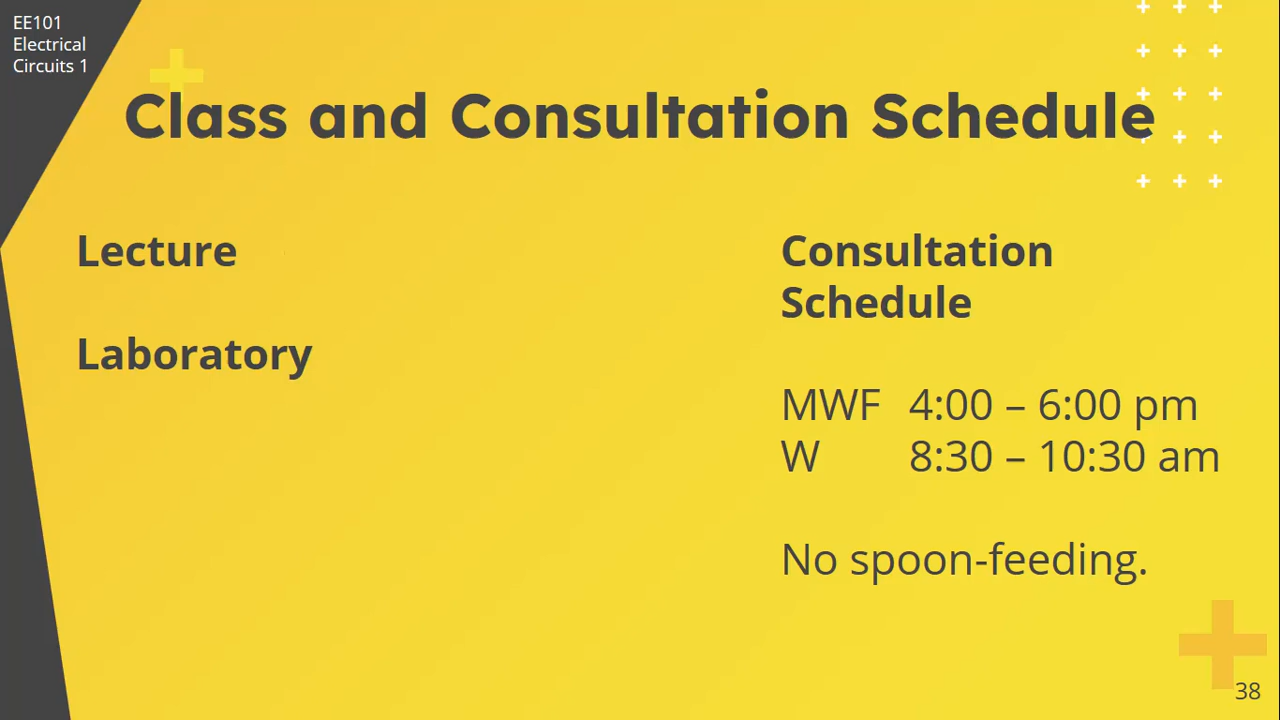 EE101
Electrical
Circuits 1
Class and Consultation Schedule
Lecture
Laboratory
Consultation
Schedule
MWF 4:00 – 6:00 pm
W 8:30 – 10:30 am
No spoon-feeding.
38